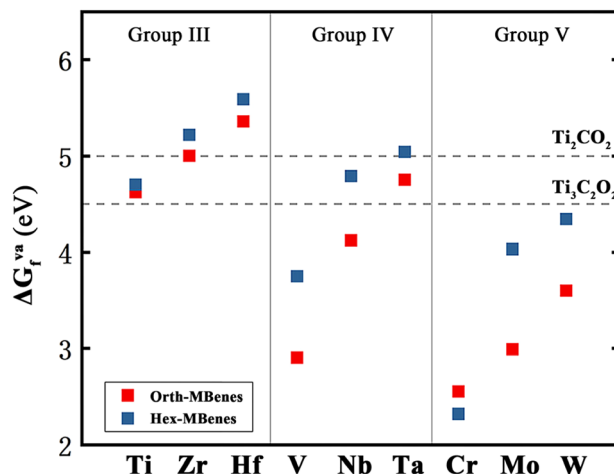 Group III Group IV Group V
6
5
4
3
2
ΔG_f^va (eV)
Ti₂CO₂
Ti₃C₂O₂
Orth-MBenes
Hex-MBenes
Ti Zr Hf V Nb Ta Cr Mo W